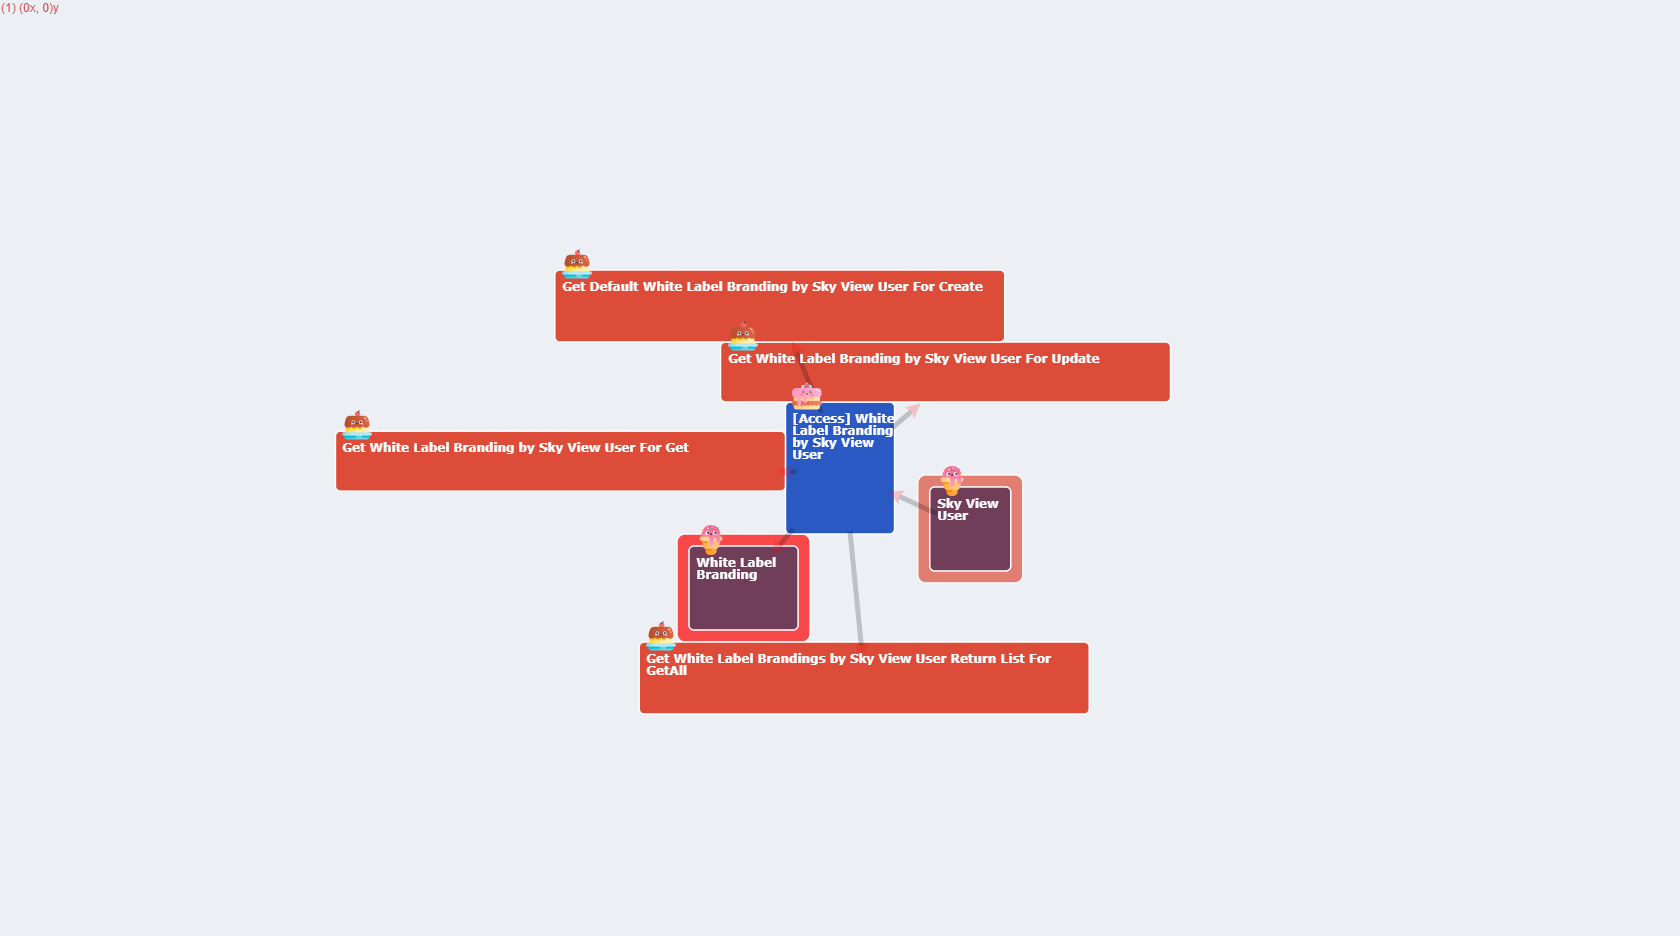 (1) (0x, 0)y
Get Default White Label Branding by Sky View User For Create
Get White Label Branding by Sky View User For Update
[Access] White
Label Branding
by Sky View
User
Get White Label Branding by Sky View User For Get
Sky View
User
White Label
Branding
Get White Label Brandings by Sky View User Return List For
GetAll